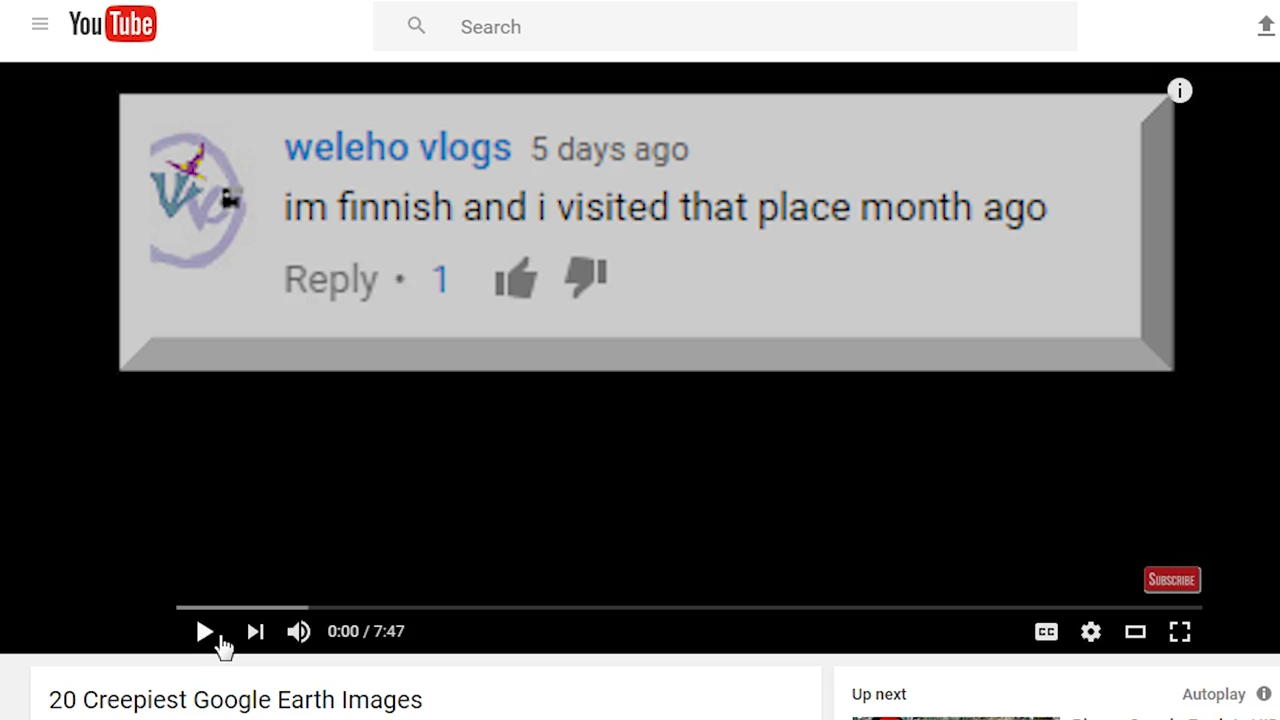 YouTube
Search
weleho vlogs 5 days ago
im finnish and i visited that place month ago
Reply • 1
SUBSCRIBE
0:00 / 7:47
CC
20 Creepiest Google Earth Images
Up next
Autoplay